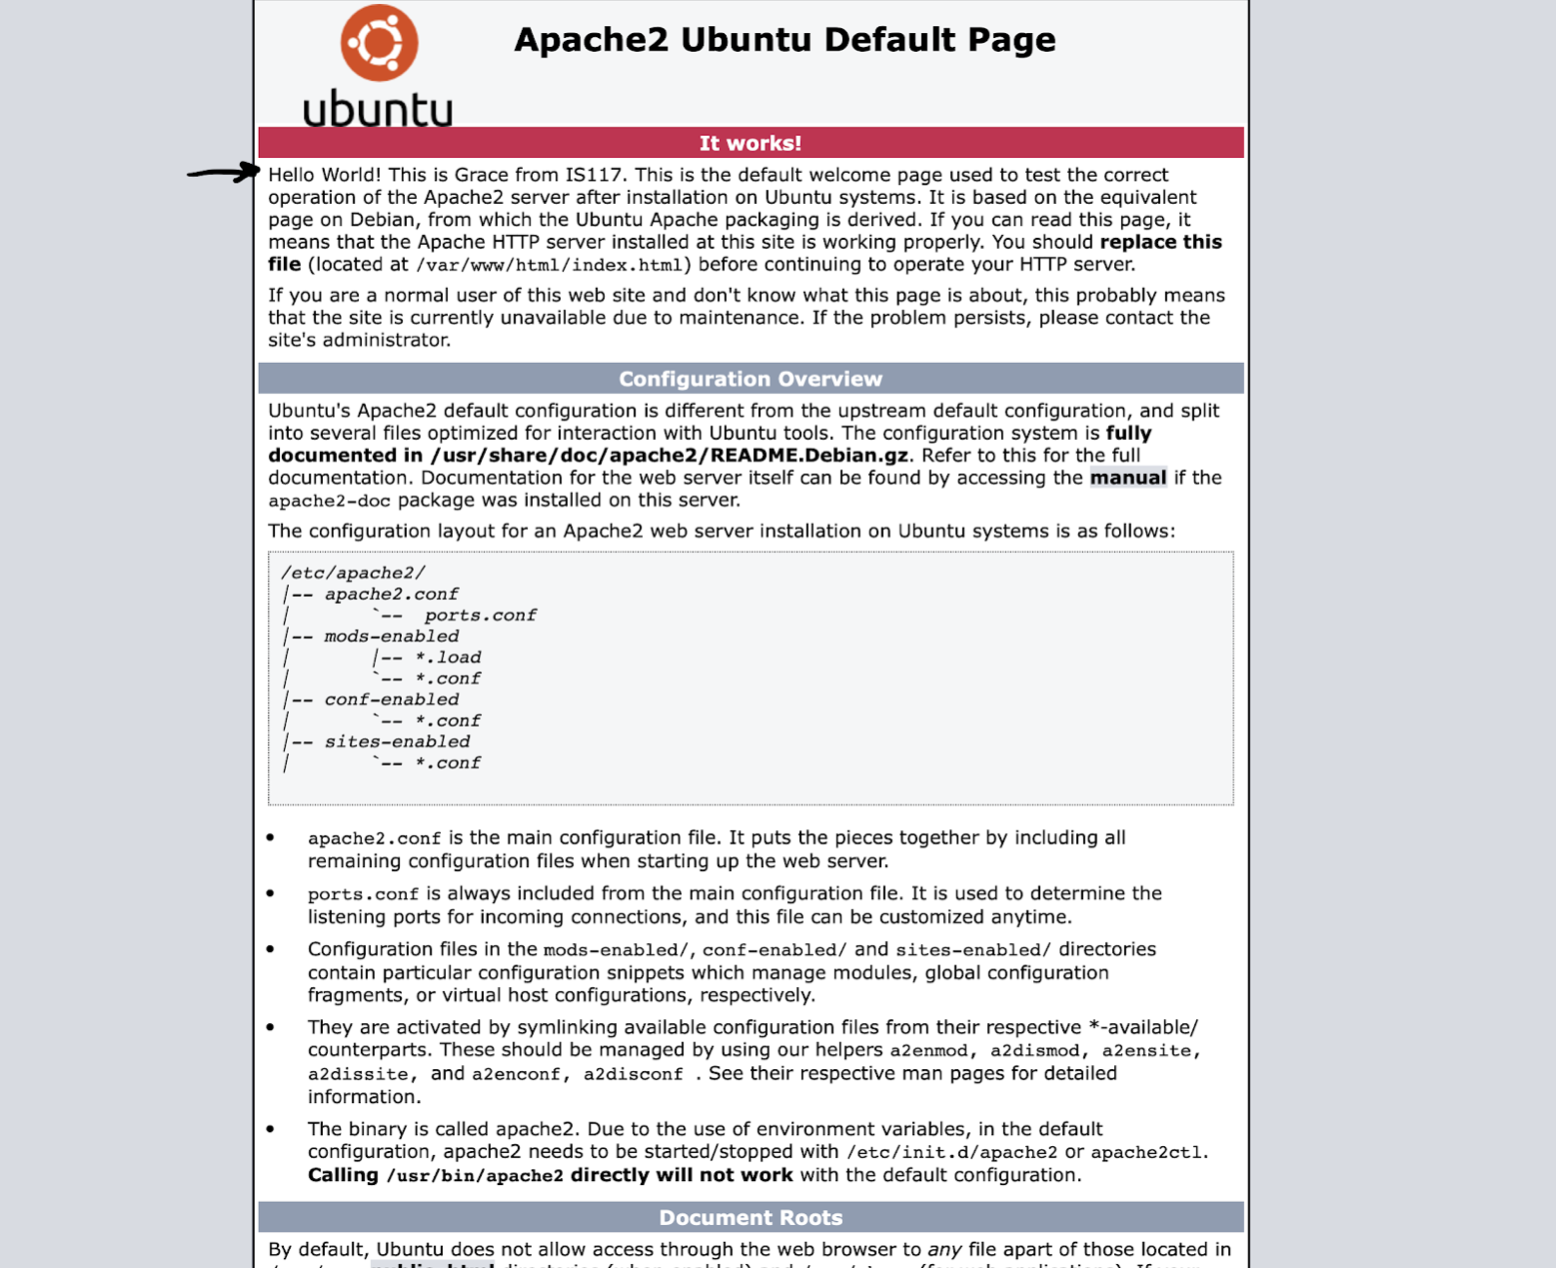 Apache2 Ubuntu Default Page
ubuntu
It works!
Hello World! This is Grace from IS117. This is the default welcome page used to test the correct
operation of the Apache2 server after installation on Ubuntu systems. It is based on the equivalent
page on Debian, from which the Ubuntu Apache packaging is derived. If you can read this page, it
means that the Apache HTTP server installed at this site is working properly. You should replace this
file (located at /var/www/html/index.html) before continuing to operate your HTTP server.
If you are a normal user of this web site and don't know what this page is about, this probably means
that the site is currently unavailable due to maintenance. If the problem persists, please contact the
site's administrator.
Configuration Overview
Ubuntu's Apache2 default configuration is different from the upstream default configuration, and split
into several files optimized for interaction with Ubuntu tools. The configuration system is fully
documented in /usr/share/doc/apache2/README.Debian.gz. Refer to this for the full
documentation. Documentation for the web server itself can be found by accessing the manual if the
apache2-doc package was installed on this server.
The configuration layout for an Apache2 web server installation on Ubuntu systems is as follows:
/etc/apache2/
|-- apache2.conf
|       `--  ports.conf
|-- mods-enabled
|       |-- *.load
|       `-- *.conf
|-- conf-enabled
|       `-- *.conf
|-- sites-enabled
|       `-- *.conf
• apache2.conf is the main configuration file. It puts the pieces together by including all
remaining configuration files when starting up the web server.
• ports.conf is always included from the main configuration file. It is used to determine the
listening ports for incoming connections, and this file can be customized anytime.
• Configuration files in the mods-enabled/, conf-enabled/ and sites-enabled/ directories
contain particular configuration snippets which manage modules, global configuration
fragments, or virtual host configurations, respectively.
• They are activated by symlinking available configuration files from their respective *-available/
counterparts. These should be managed by using our helpers a2enmod, a2dismod, a2ensite,
a2dissite, and a2enconf, a2disconf . See their respective man pages for detailed
information.
• The binary is called apache2. Due to the use of environment variables, in the default
configuration, apache2 needs to be started/stopped with /etc/init.d/apache2 or apache2ctl.
Calling /usr/bin/apache2 directly will not work with the default configuration.
Document Roots
By default, Ubuntu does not allow access through the web browser to any file apart of those located in